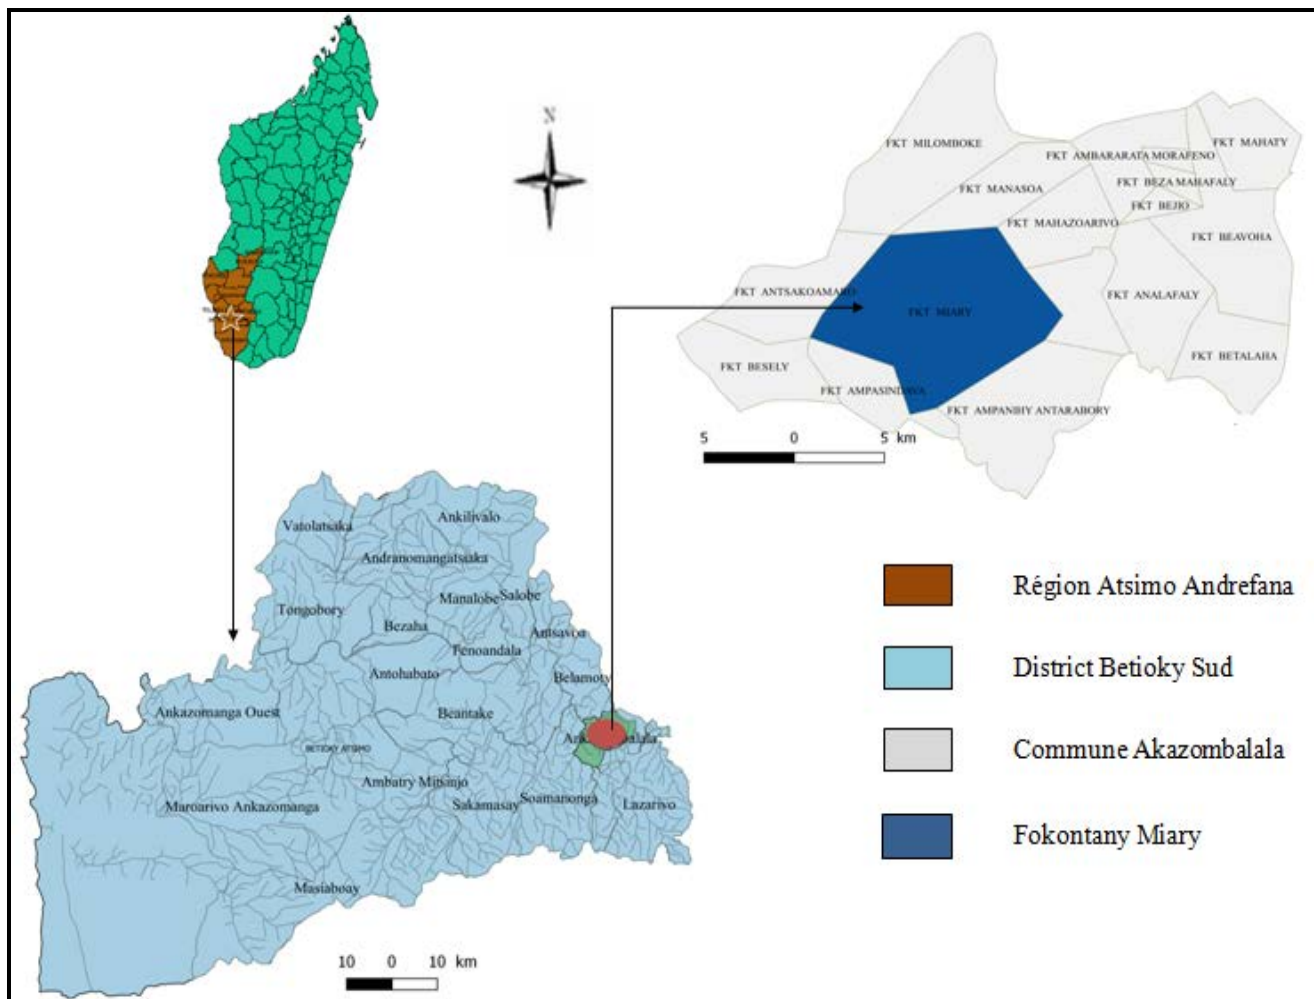 N
FKT MILOMBOKE
FKT MAHATY
FKT AMBARARATA MORAFENO
FKT MANASOA
FKT BEZA MAHAFALY
FKT BEJIO
FKT MAHAZOARIVO
FKT BEAVOHA
FKT ANTSAKOAMARO
FKT ANALAFALY
FKT MIARY
FKT BETALAHA
FKT BESELY
FKT AMPASINDAVA
FKT AMPANIHY ANTARABORY
5 0 5 km
Vatolatsaka
Ankilivalo
Andranomangatsiaka
Manalobe
Salobe
Tongobory
Bezaha
Antsavoa
Fenoandala
Antohabato
Belamoty
Ankazomanga Ouest
Beantake
BETIOKY ATSIMO
Ambatry Mitsinjo
Maroarivo Ankazomanga
Sakamasay
Soamanonga
Lazarivo
Masiaboay
10 0 10 km
Région Atsimo Andrefana
District Betioky Sud
Commune Akazombalala
Fokontany Miary